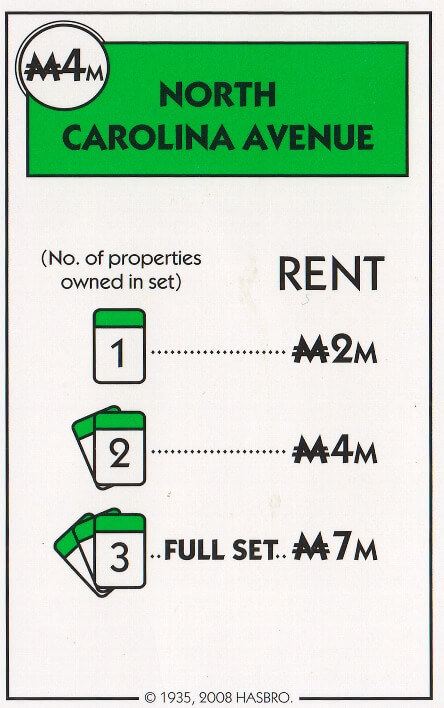 ₩4M
NORTH
CAROLINA AVENUE
(No. of properties
owned in set)
RENT
1 ................................ M2M
2 ................................ M4M
3 ..FULL SET.. M7M
© 1935, 2008 HASBRO.